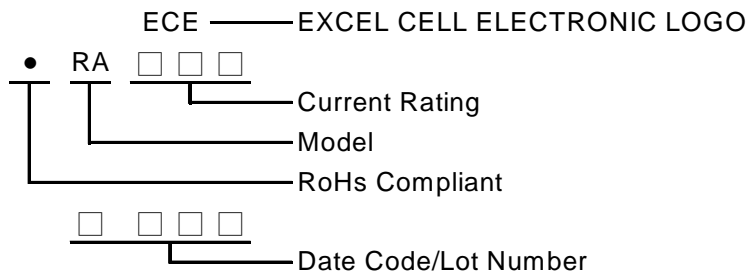 ECE EXCEL CELL ELECTRONIC LOGO
● RA □ □ □
Current Rating
Model
RoHs Compliant
□ □ □ □
Date Code/Lot Number